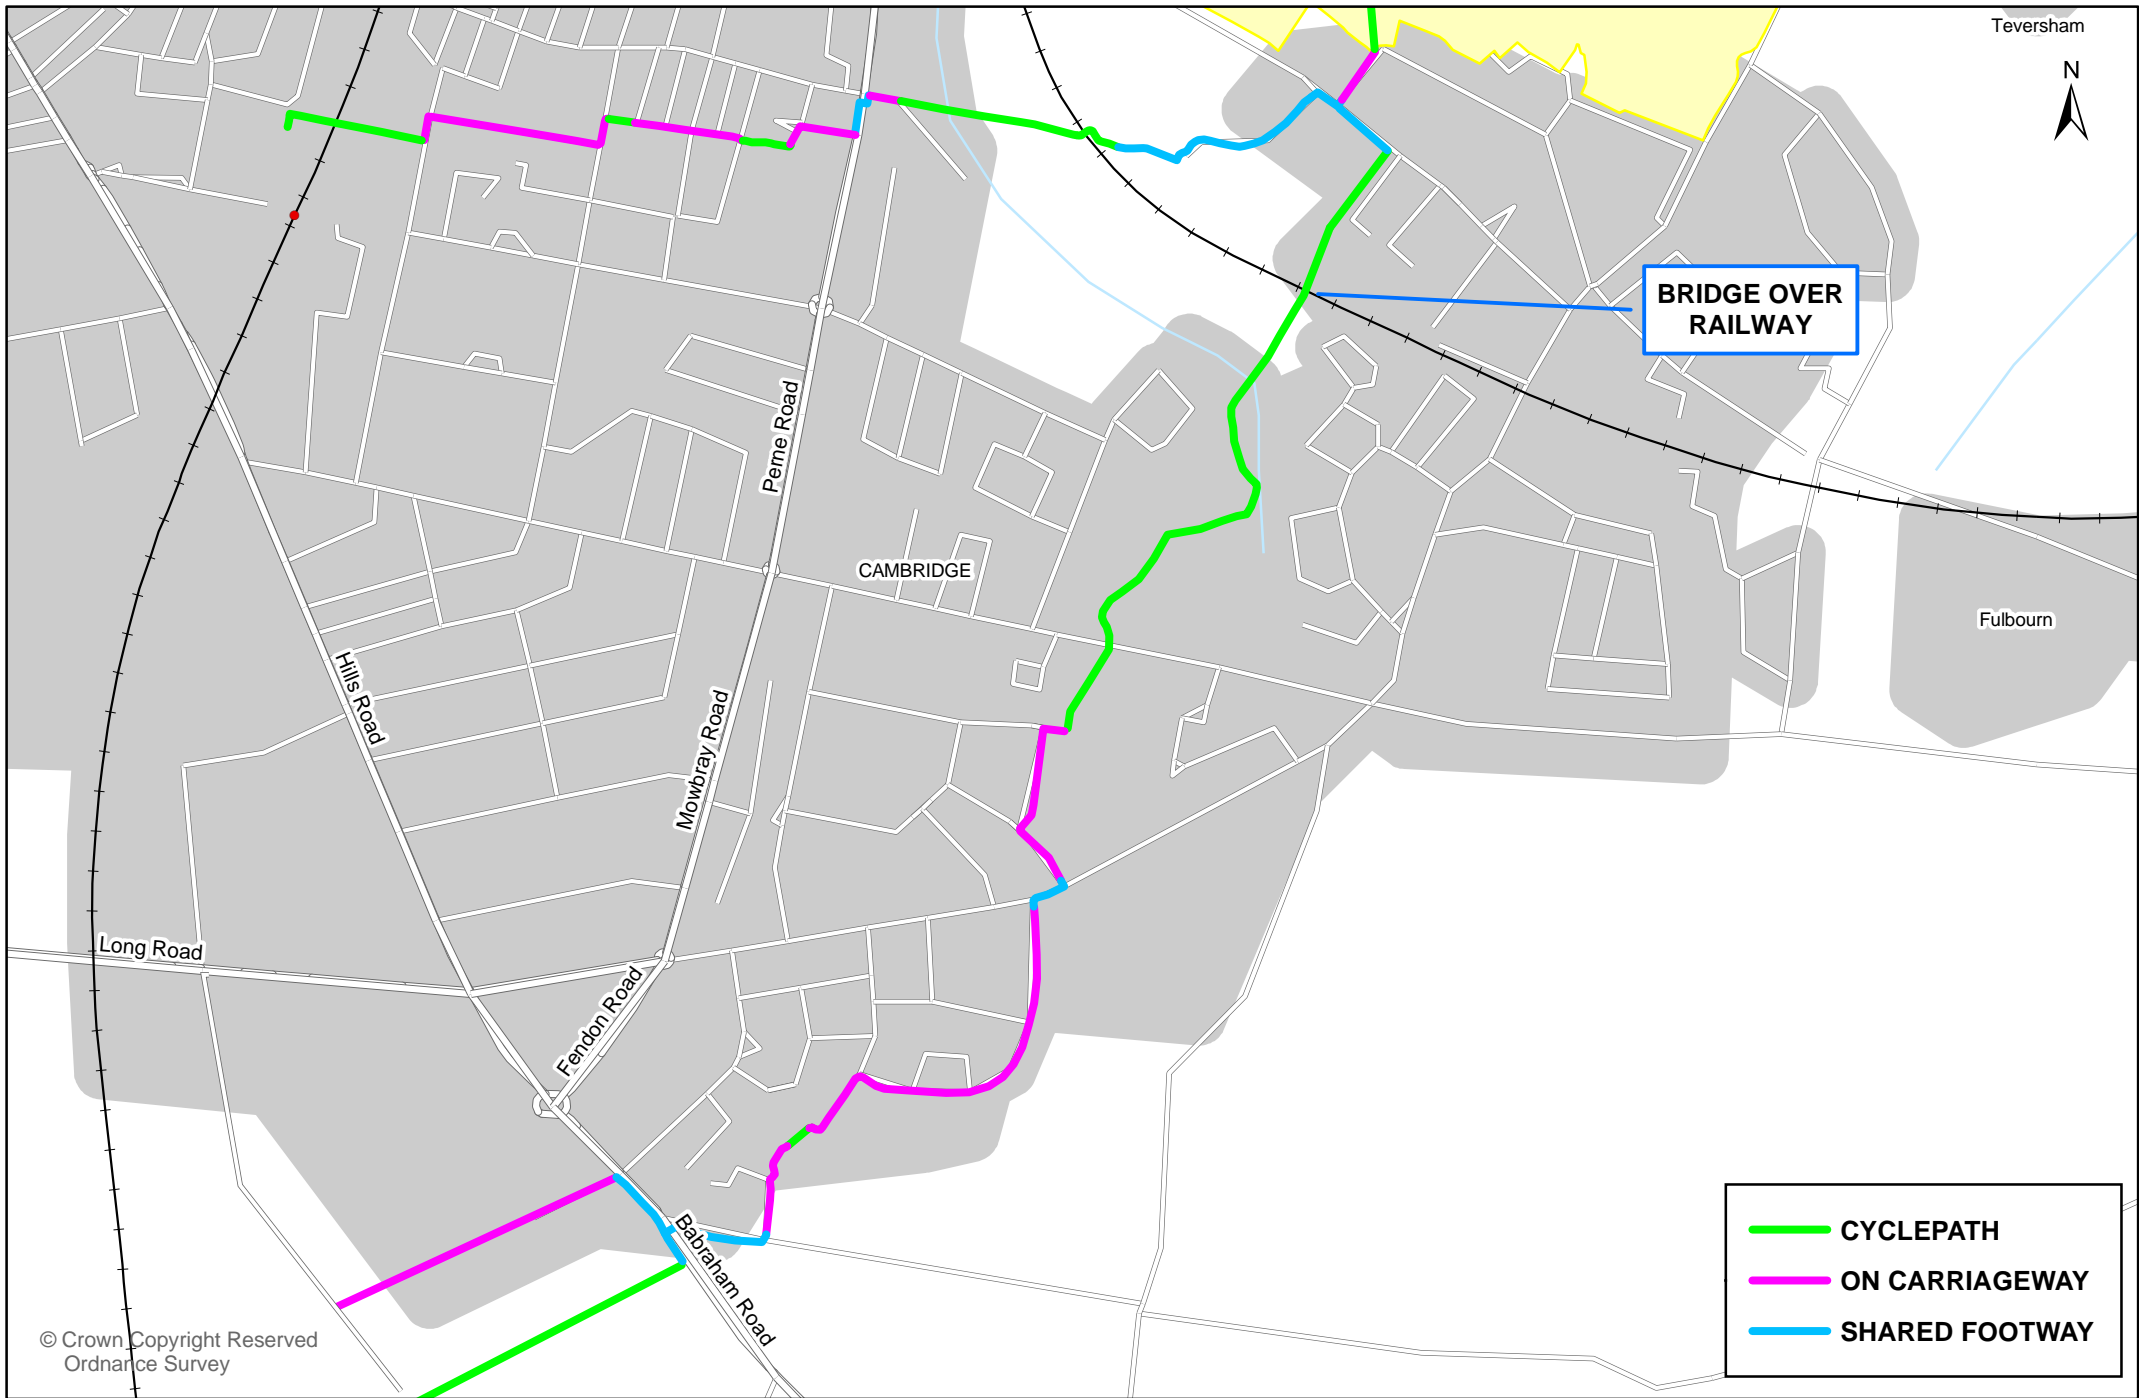 Teversham
N
BRIDGE OVER
RAILWAY
Perne Road
CAMBRIDGE
Fulbourn
Hills Road
Mowbray Road
Long Road
Fendon Road
Babraham Road
CYCLEPATH
ON CARRIAGEWAY
SHARED FOOTWAY
© Crown Copyright Reserved
Ordnance Survey